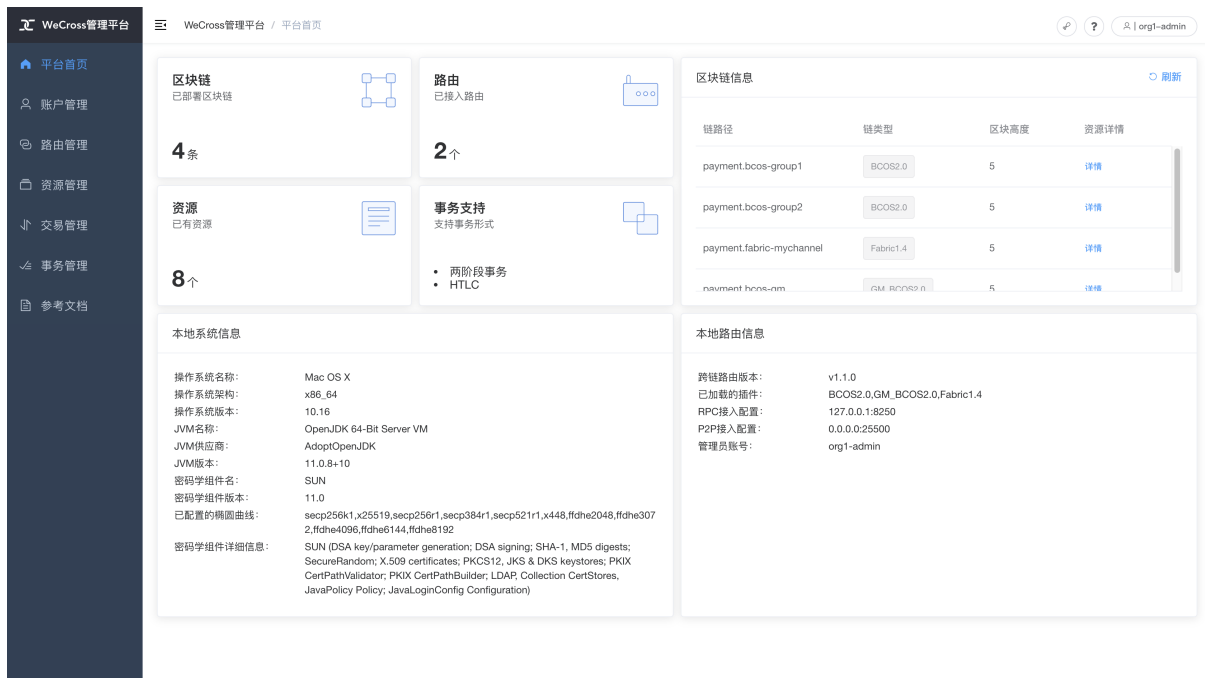 WeCross管理平台
WeCross管理平台 / 平台首页
? org1-admin
平台首页
账户管理
路由管理
资源管理
交易管理
事务管理
参考文档
区块链
已部署区块链
4条
路由
已接入路由
2个
资源
已有资源
8个
事务支持
支持事务形式
• 两阶段事务
• HTLC
区块链信息 刷新
链路径 链类型 区块高度 资源详情
payment.bcos-group1 BCOS2.0 5 详情
payment.bcos-group2 BCOS2.0 5 详情
payment.fabric-mychannel Fabric1.4 5 详情
payment.bcos-gm GM_BCOS2.0 5 详情
本地系统信息
操作系统名称: Mac OS X
操作系统架构: x86_64
操作系统版本: 10.16
JVM名称: OpenJDK 64-Bit Server VM
JVM供应商: AdoptOpenJDK
JVM版本: 11.0.8+10
密码学组件名: SUN
密码学组件版本: 11.0
已配置的椭圆曲线: secp256k1,x25519,secp256r1,secp384r1,secp521r1,x448,ffdhe2048,ffdhe307
2,ffdhe4096,ffdhe6144,ffdhe8192
密码学组件详细信息: SUN (DSA key/parameter generation; DSA signing; SHA-1, MD5 digests;
SecureRandom; X.509 certificates; PKCS12, JKS & DKS keystores; PKIX
CertPathValidator; PKIX CertPathBuilder; LDAP, Collection CertStores,
JavaPolicy Policy; JavaLoginConfig Configuration)
本地路由信息
跨链路由版本: v1.1.0
已加载的插件: BCOS2.0,GM_BCOS2.0,Fabric1.4
RPC接入配置: 127.0.0.1:8250
P2P接入配置: 0.0.0.0:25500
管理员账号: org1-admin